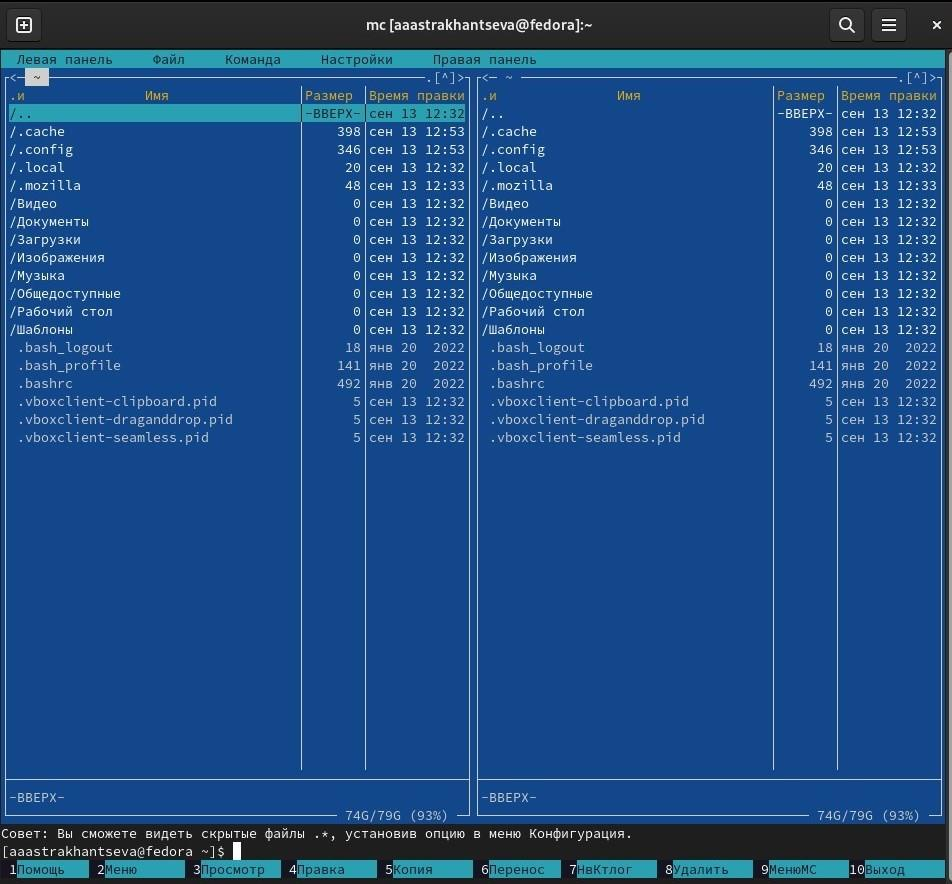 mc [aaastrakhantseva@fedora]:~
Левая панель Файл Команда Настройки Правая панель
<- ~ .[^]> <- ~ .[^]>
.и Имя Размер Время правки .и Имя Размер Время правки
/.. -ВВЕРХ- сен 13 12:32 /.. -ВВЕРХ- сен 13 12:32
/.cache 398 сен 13 12:53 /.cache 398 сен 13 12:53
/.config 346 сен 13 12:53 /.config 346 сен 13 12:53
/.local 20 сен 13 12:32 /.local 20 сен 13 12:32
/.mozilla 48 сен 13 12:33 /.mozilla 48 сен 13 12:33
/Видео 0 сен 13 12:32 /Видео 0 сен 13 12:32
/Документы 0 сен 13 12:32 /Документы 0 сен 13 12:32
/Загрузки 0 сен 13 12:32 /Загрузки 0 сен 13 12:32
/Изображения 0 сен 13 12:32 /Изображения 0 сен 13 12:32
/Музыка 0 сен 13 12:32 /Музыка 0 сен 13 12:32
/Общедоступные 0 сен 13 12:32 /Общедоступные 0 сен 13 12:32
/Рабочий стол 0 сен 13 12:32 /Рабочий стол 0 сен 13 12:32
/Шаблоны 0 сен 13 12:32 /Шаблоны 0 сен 13 12:32
.bash_logout 18 янв 20 2022 .bash_logout 18 янв 20 2022
.bash_profile 141 янв 20 2022 .bash_profile 141 янв 20 2022
.bashrc 492 янв 20 2022 .bashrc 492 янв 20 2022
.vboxclient-clipboard.pid 5 сен 13 12:32 .vboxclient-clipboard.pid 5 сен 13 12:32
.vboxclient-draganddrop.pid 5 сен 13 12:32 .vboxclient-draganddrop.pid 5 сен 13 12:32
.vboxclient-seamless.pid 5 сен 13 12:32 .vboxclient-seamless.pid 5 сен 13 12:32
-ВВЕРХ- -ВВЕРХ-
74G/79G (93%) 74G/79G (93%)
Совет: Вы сможете видеть скрытые файлы .*, установив опцию в меню Конфигурация.
[aaastrakhantseva@fedora ~]$
1Помощь 2Меню 3Просмотр 4Правка 5Копия 6Перенос 7НвКтлог 8Удалить 9МенюМС 10Выход